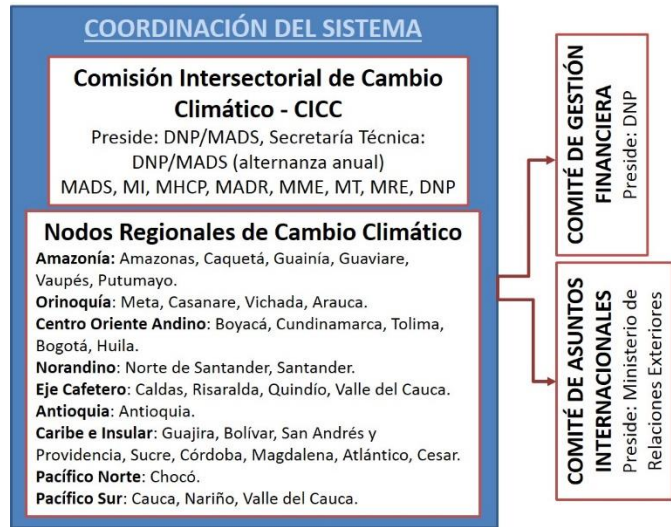 COORDINACIÓN DEL SISTEMA
Comisión Intersectorial de Cambio
Climático - CICC
Preside: DNP/MADS, Secretaría Técnica:
DNP/MADS (alternanza anual)
MADS, MI, MHCP, MADR, MME, MT, MRE, DNP
Nodos Regionales de Cambio Climático
Amazonía: Amazonas, Caquetá, Guainía, Guaviare,
Vaupés, Putumayo.
Orinoquía: Meta, Casanare, Vichada, Arauca.
Centro Oriente Andino: Boyacá, Cundinamarca, Tolima,
Bogotá, Huila.
Norandino: Norte de Santander, Santander.
Eje Cafetero: Caldas, Risaralda, Quindío, Valle del Cauca.
Antioquia: Antioquia.
Caribe e Insular: Guajira, Bolívar, San Andrés y
Providencia, Sucre, Córdoba, Magdalena, Atlántico, Cesar.
Pacífico Norte: Chocó.
Pacífico Sur: Cauca, Nariño, Valle del Cauca.
COMITÉ DE GESTIÓN
FINANCIERA
Preside: DNP
COMITÉ DE ASUNTOS
INTERNACIONALES
Preside: Ministerio de
Relaciones Exteriores